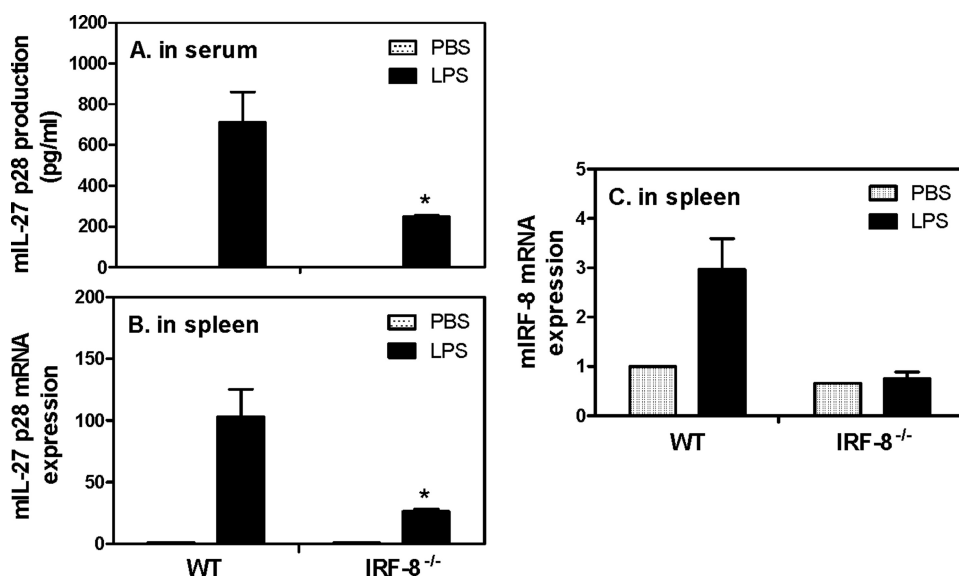 mIL-27 p28 production
(pg/ml)
1200
1000
800
600
400
200
0
A. in serum
PBS
LPS
*
mIL-27 p28 mRNA
expression
200
150
100
50
0
B. in spleen
PBS
LPS
*
WT
IRF-8-/-
mIRF-8 mRNA
expression
5
4
3
2
1
0
C. in spleen
PBS
LPS
WT
IRF-8-/-